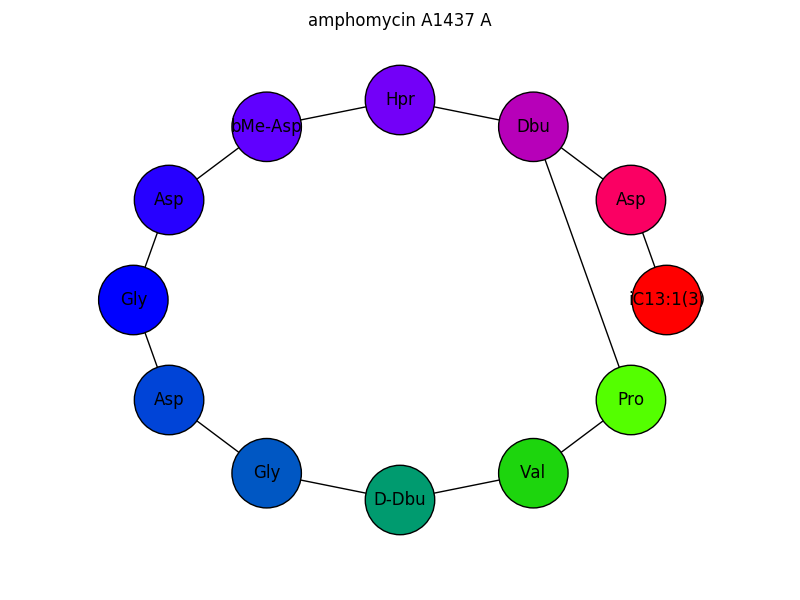 amphomycin A1437 A
Hpr
bMe-Asp
Dbu
Asp
Asp
Gly
iC13:1(3)
Asp
Pro
Gly
Val
D-Dbu